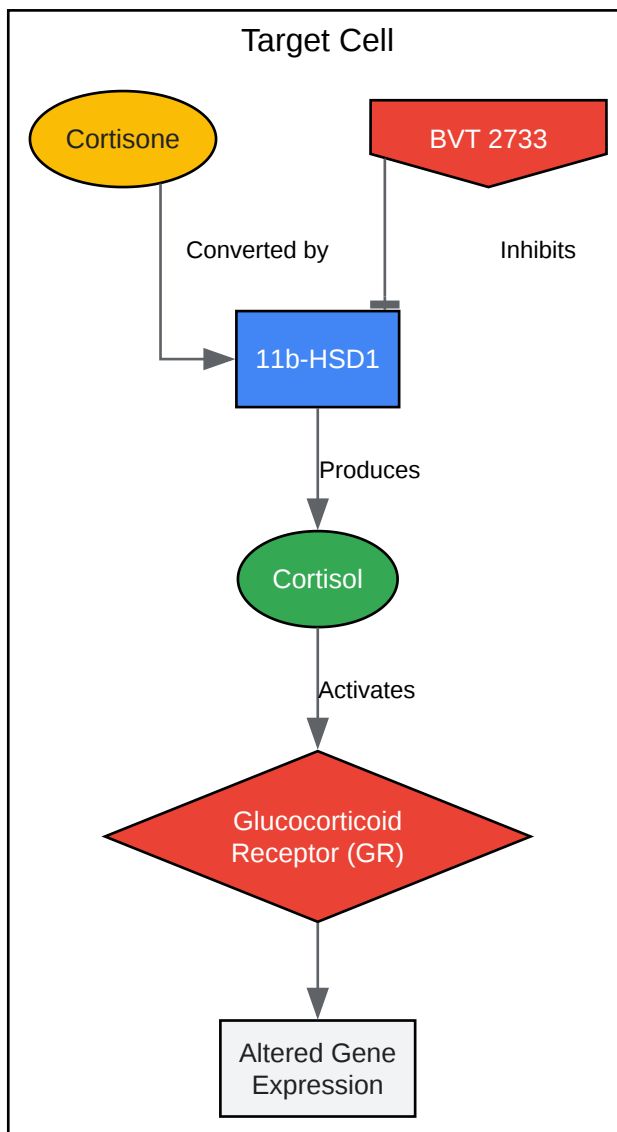 Target Cell
Cortisone
BVT 2733
Converted by
Inhibits
11b-HSD1
Produces
Cortisol
Activates
Glucocorticoid
Receptor (GR)
Altered Gene
Expression